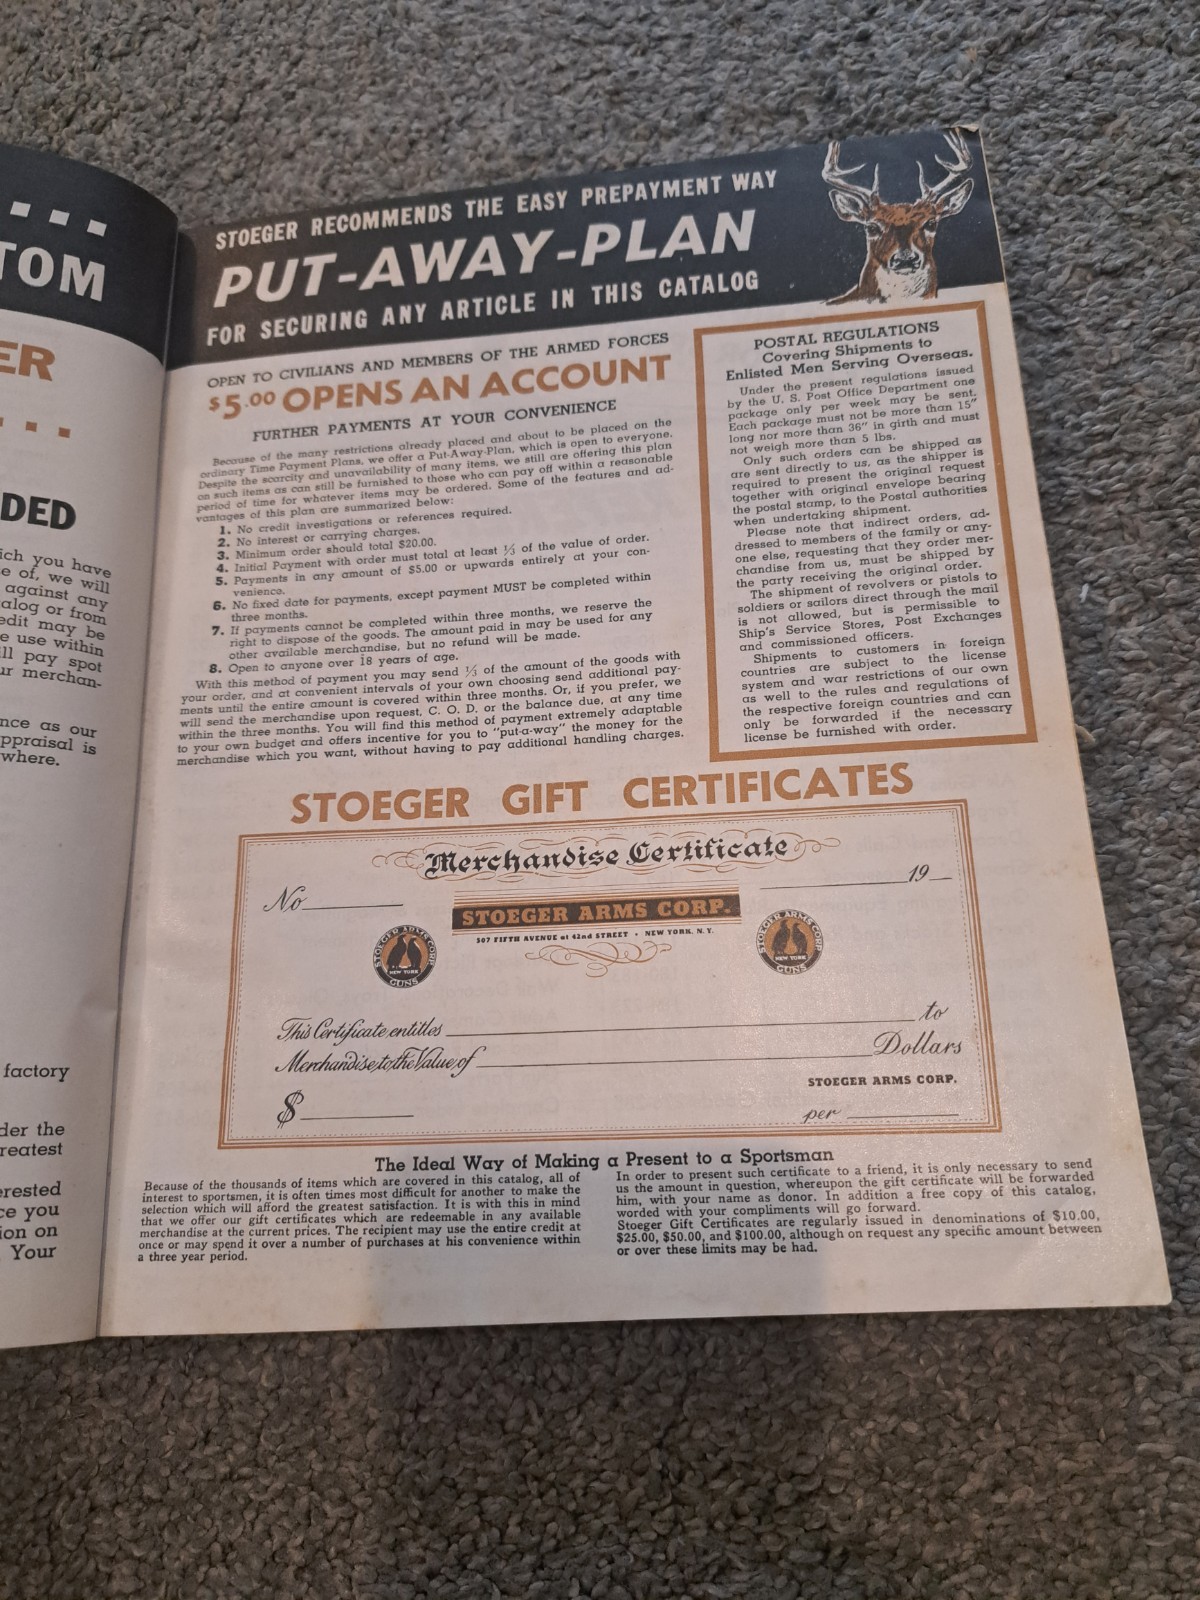 TOM
ER
DED
ich you have
e of, we will
against any
alog or from
edit may be
e use within
ll pay spot
ur merchan-
nce as our
ppraisal is
where.
factory
der the
reatest
erested
ce you
ion on
Your
STOEGER RECOMMENDS THE EASY PREPAYMENT WAY
PUT-AWAY-PLAN
FOR SECURING ANY ARTICLE IN THIS CATALOG
OPEN TO CIVILIANS AND MEMBERS OF THE ARMED FORCES
$5.00 OPENS AN ACCOUNT
FURTHER PAYMENTS AT YOUR CONVENIENCE
Because of the many restrictions already placed and about to be placed on the
ordinary Time Payment Plans, we offer a Put-Away-Plan, which is open to everyone.
Despite the scarcity and unavailability of many items, we still are offering this plan
on such items as can still be furnished to those who can pay off within a reasonable
period of time for whatever items may be ordered. Some of the features and ad-
vantages of this plan are summarized below:
1. No credit investigations or references required.
2. No interest or carrying charges.
3. Minimum order should total $20.00.
4. Initial Payment with order must total at least ⅓ of the value of order.
5. Payments in any amount of $5.00 or upwards entirely at your con-
venience.
6. No fixed date for payments, except payment MUST be completed within
three months.
7. If payments cannot be completed within three months, we reserve the
right to dispose of the goods. The amount paid in may be used for any
other available merchandise, but no refund will be made.
8. Open to anyone over 18 years of age.
With this method of payment you may send ⅓ of the amount of the goods with
your order, and at convenient intervals of your own choosing send additional pay-
ments until the entire amount is covered within three months. Or, if you prefer, we
will send the merchandise upon request, C. O. D. or the balance due, at any time
within the three months. You will find this method of payment extremely adaptable
to your own budget and offers incentive for you to "put-a-way" the money for the
merchandise which you want, without having to pay additional handling charges.
POSTAL REGULATIONS
Covering Shipments to
Enlisted Men Serving Overseas.
Under the present regulations issued
by the U. S. Post Office Department one
package only per week may be sent.
Each package must not be more than 15"
long nor more than 36" in girth and must
not weigh more than 5 lbs.
Only such orders can be shipped as
are sent directly to us, as the shipper is
required to present the original request
together with original envelope bearing
the postal stamp, to the Postal authorities
when undertaking shipment.
Please note that indirect orders, ad-
dressed to members of the family or any-
one else, requesting that they order mer-
chandise from us, must be shipped by
the party receiving the original order.
The shipment of revolvers or pistols to
soldiers or sailors direct through the mail
is not allowed, but is permissible to
Ship's Service Stores, Post Exchanges
and commissioned officers.
Shipments to customers in foreign
countries are subject to the license
system and war restrictions of our own
as well to the rules and regulations of
the respective foreign countries and can
only be forwarded if the necessary
license be furnished with order.
STOEGER GIFT CERTIFICATES
Merchandise Certificate
No
19
STOEGER ARMS CORP.
507 FIFTH AVENUE at 42nd STREET • NEW YORK, N. Y.
STOEGER ARMS CORP
NEW YORK
GUNS
STOEGER ARMS CORP
NEW YORK
GUNS
This Certificate entitles to
Merchandise to the Value of Dollars
STOEGER ARMS CORP.
$
per
The Ideal Way of Making a Present to a Sportsman
Because of the thousands of items which are covered in this catalog, all of
interest to sportsmen, it is often times most difficult for another to make the
selection which will afford the greatest satisfaction. It is with this in mind
that we offer our gift certificates which are redeemable in any available
merchandise at the current prices. The recipient may use the entire credit at
once or may spend it over a number of purchases at his convenience within
a three year period.
In order to present such certificate to a friend, it is only necessary to send
us the amount in question, whereupon the gift certificate will be forwarded
him, with your name as donor. In addition a free copy of this catalog,
worded with your compliments will go forward.
Stoeger Gift Certificates are regularly issued in denominations of $10.00,
$25.00, $50.00, and $100.00, although on request any specific amount between
or over these limits may be had.